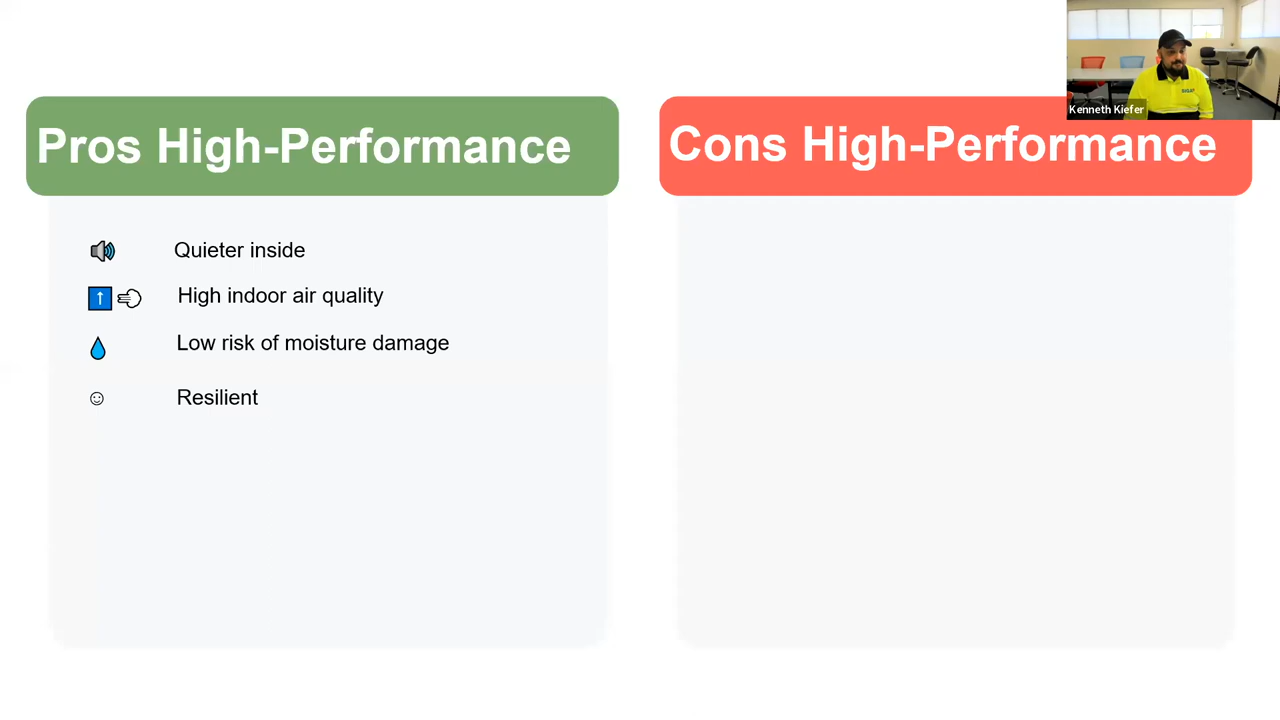 Pros High-Performance
Cons High-Performance
Kenneth Kiefer
Quieter inside
High indoor air quality
Low risk of moisture damage
Resilient